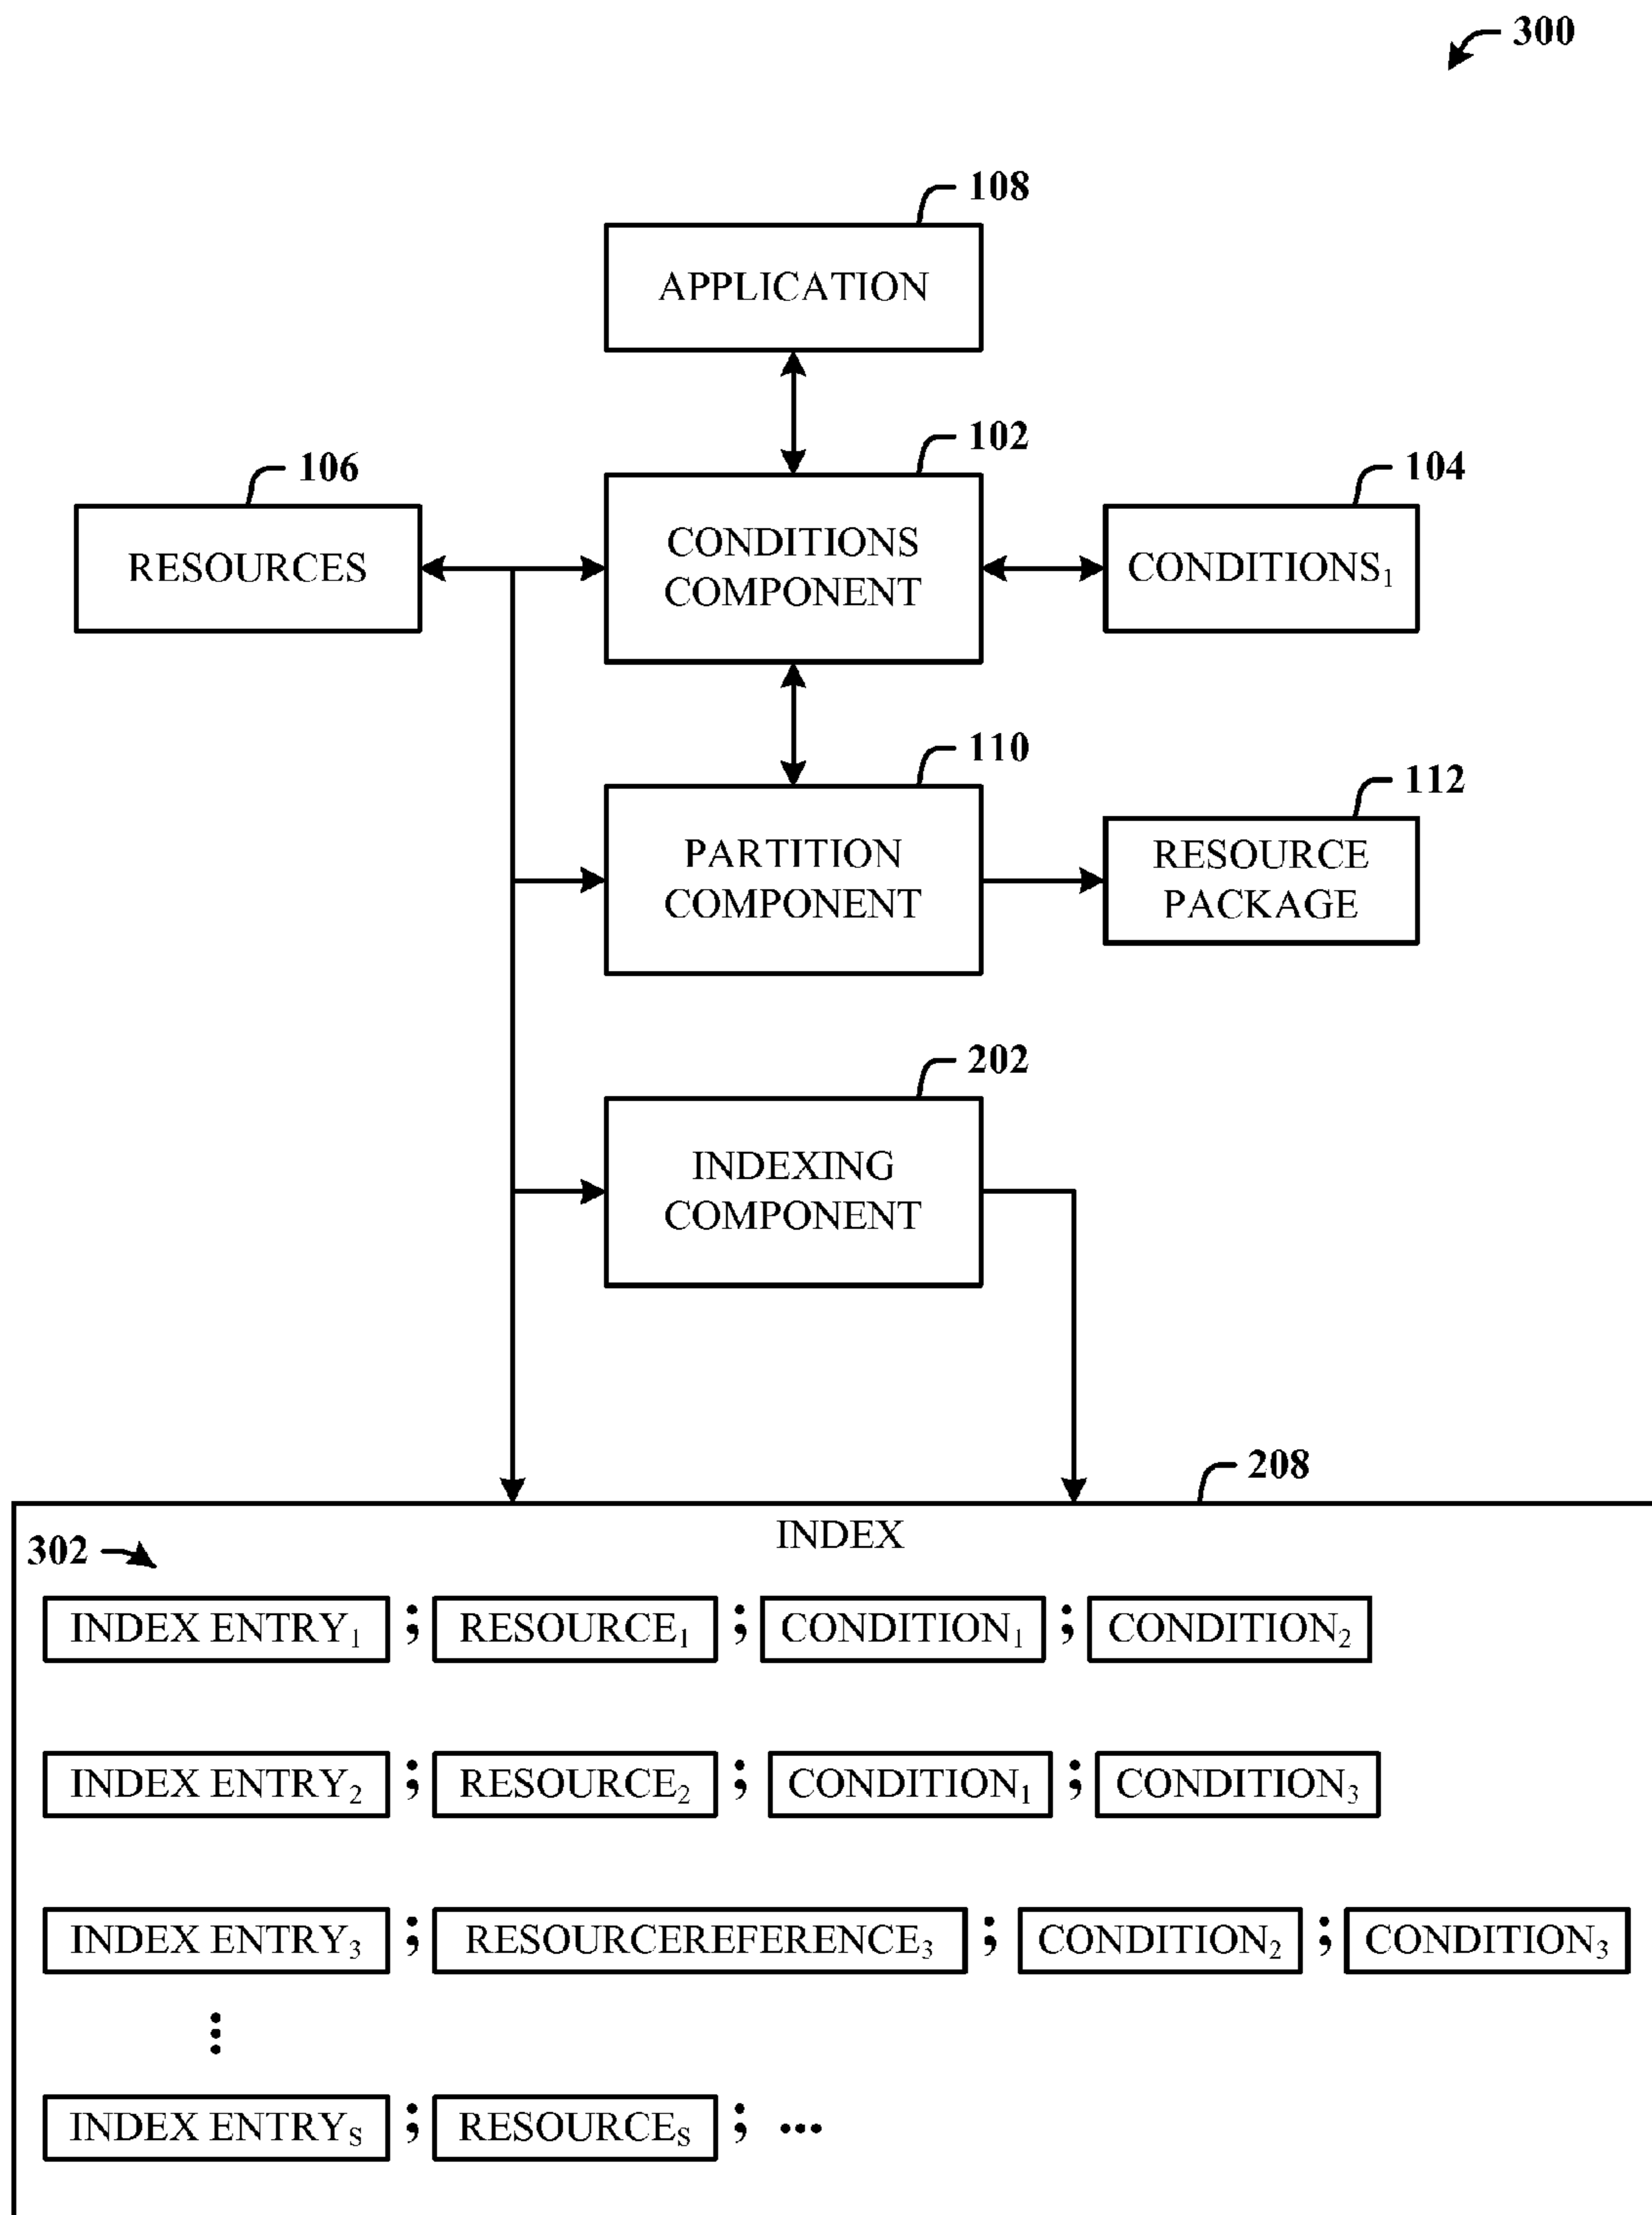 300
108
APPLICATION
102
106
104
CONDITIONS
COMPONENT
RESOURCES
CONDITIONS₁
110
112
PARTITION
COMPONENT
RESOURCE
PACKAGE
202
INDEXING
COMPONENT
208
INDEX
302
INDEX ENTRY₁ ; RESOURCE₁ ; CONDITION₁ ; CONDITION₂
INDEX ENTRY₂ ; RESOURCE₂ ; CONDITION₁ ; CONDITION₃
INDEX ENTRY₃ ; RESOURCEREFERENCE₃ ; CONDITION₂ ; CONDITION₃
⋮
INDEX ENTRYS ; RESOURCES ; ...